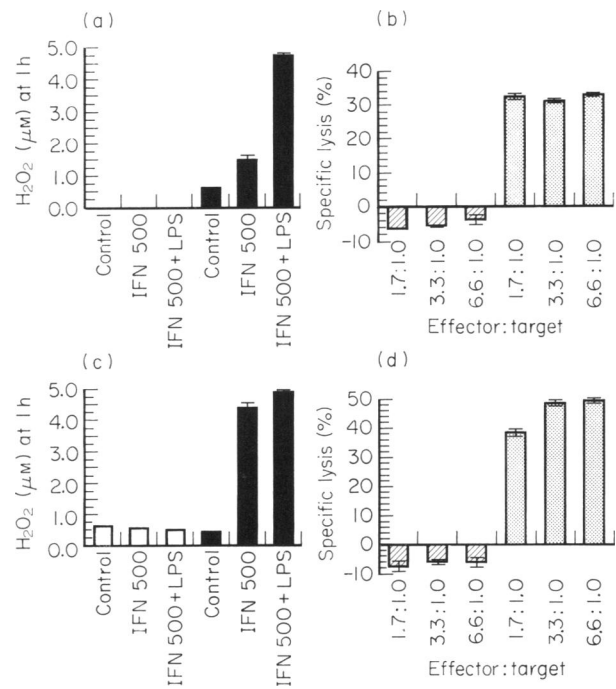 (a)
H₂O₂ (µM) at 1h
5.0
4.0
3.0
2.0
1.0
0.0
Control
IFN 500
IFN 500+LPS
Control
IFN 500
IFN 500+LPS
(b)
Specific lysis (%)
40
30
20
10
0
-10
1.7:1.0
3.3:1.0
6.6:1.0
1.7:1.0
3.3:1.0
6.6:1.0
Effector:target
(c)
H₂O₂ (µM) at 1h
5.0
4.0
3.0
2.0
1.0
0.0
Control
IFN 500
IFN 500+LPS
Control
IFN 500
IFN 500+LPS
(d)
Specific lysis (%)
50
40
30
20
10
0
-10
1.7:1.0
3.3:1.0
6.6:1.0
1.7:1.0
3.3:1.0
6.6:1.0
Effector:target